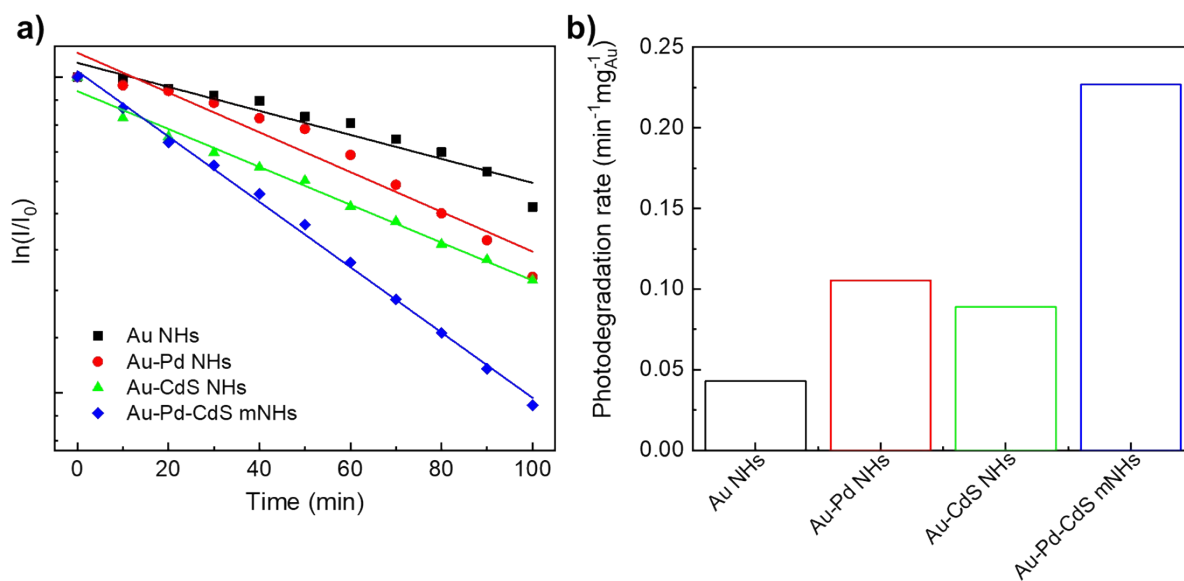 a)
ln(I/I₀)
Au NHs
Au-Pd NHs
Au-CdS NHs
Au-Pd-CdS mNHs
0 20 40 60 80 100
Time (min)
b)
Photodegradation rate (min⁻¹mg⁻¹Au)
0.25
0.20
0.15
0.10
0.05
0.00
Au NHs
Au-Pd NHs
Au-CdS NHs
Au-Pd-CdS mNHs